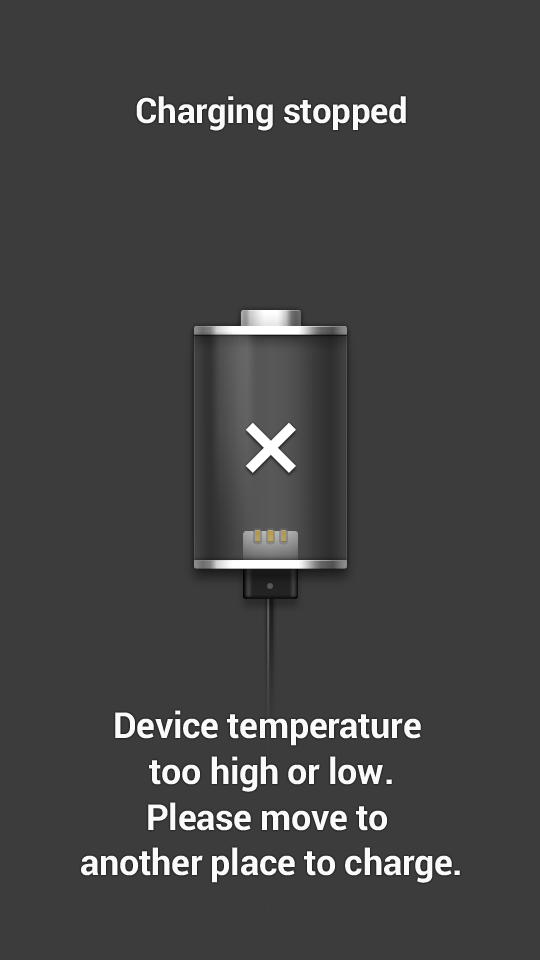 Charging stopped
Device temperature
too high or low.
Please move to
another place to charge.